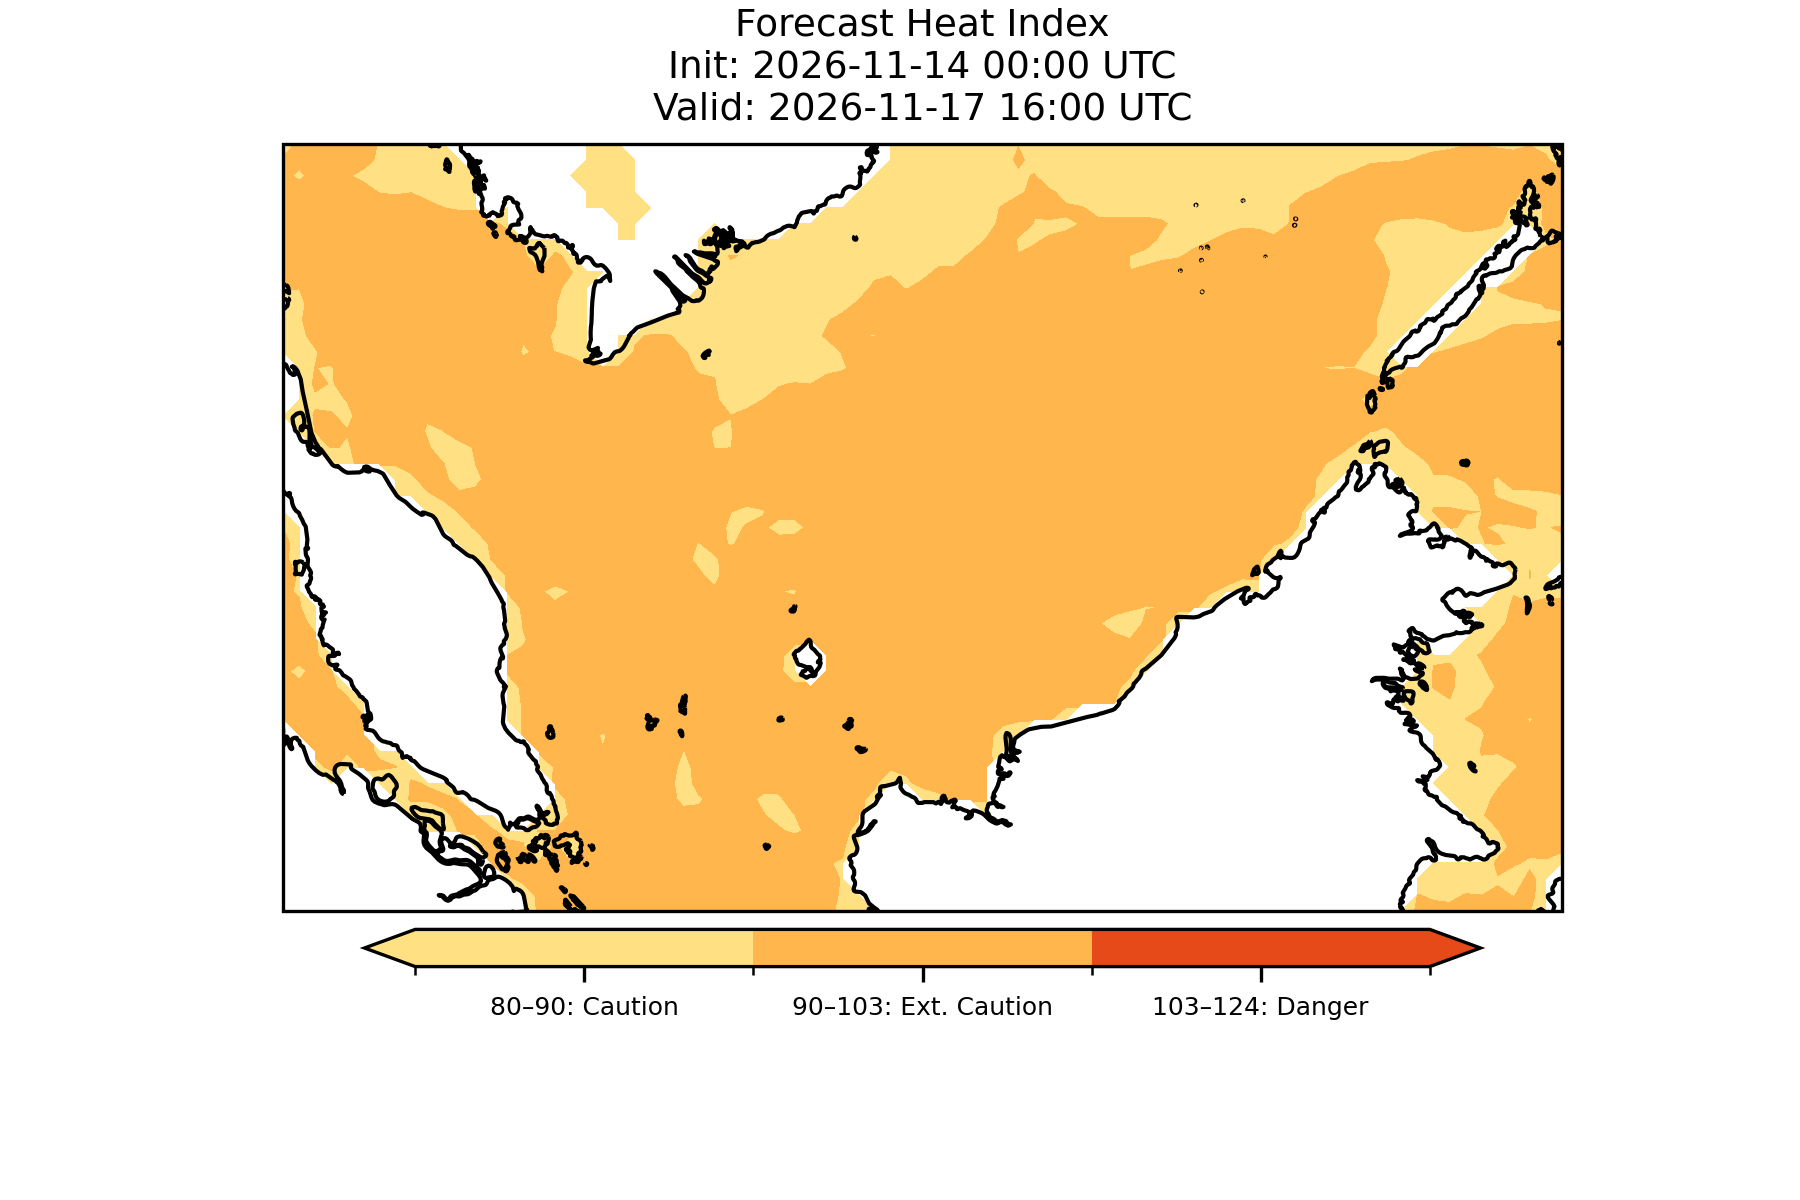 Forecast Heat Index
Init: 2026-11-14 00:00 UTC
Valid: 2026-11-17 16:00 UTC
80–90: Caution
90–103: Ext. Caution
103–124: Danger